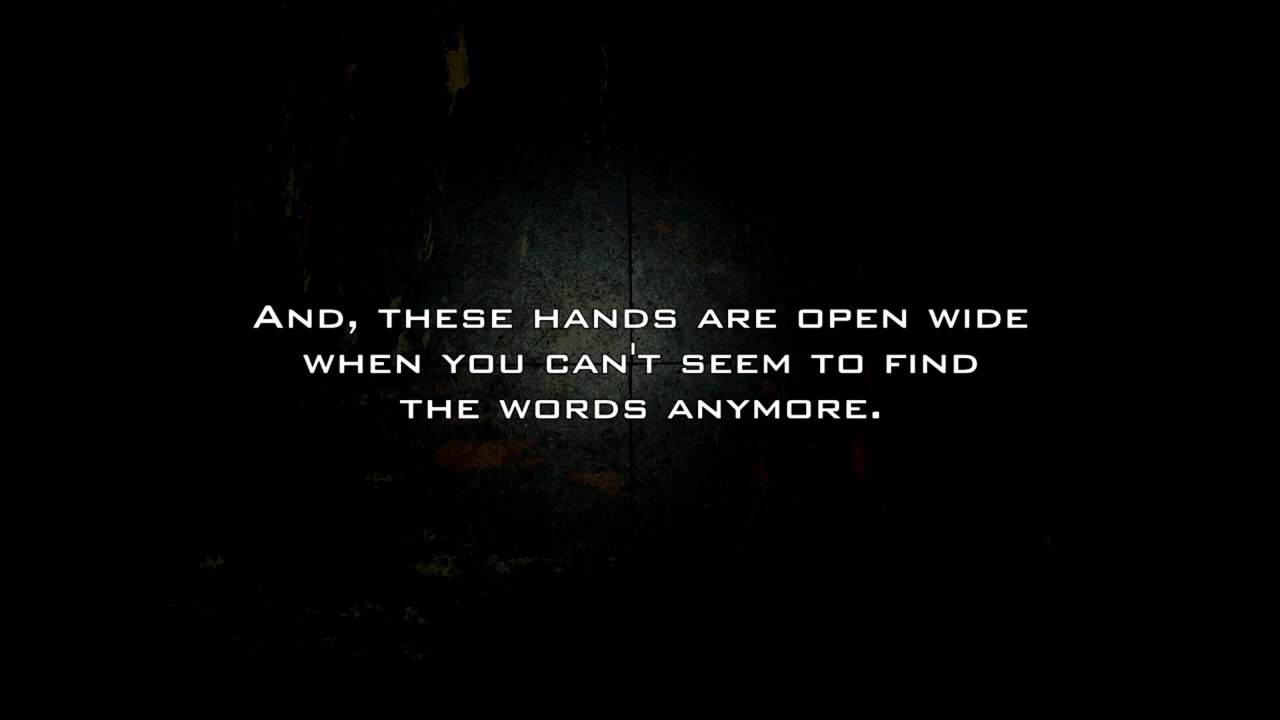 And, these hands are open wide
when you can't seem to find
the words anymore.